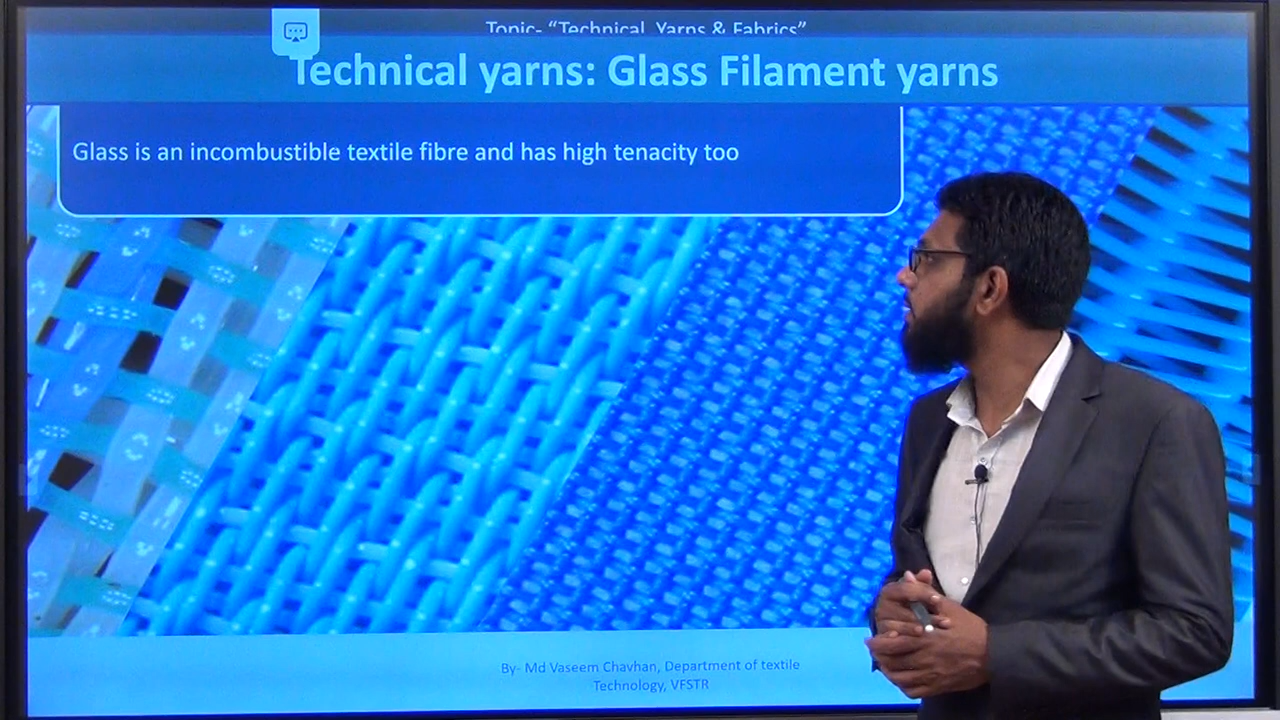 Topic- “Technical Yarns & Fabrics”
Technical yarns: Glass Filament yarns
Glass is an incombustible textile fibre and has high tenacity too
By- Md Vaseem Chavhan, Department of textile
Technology, VFSTR